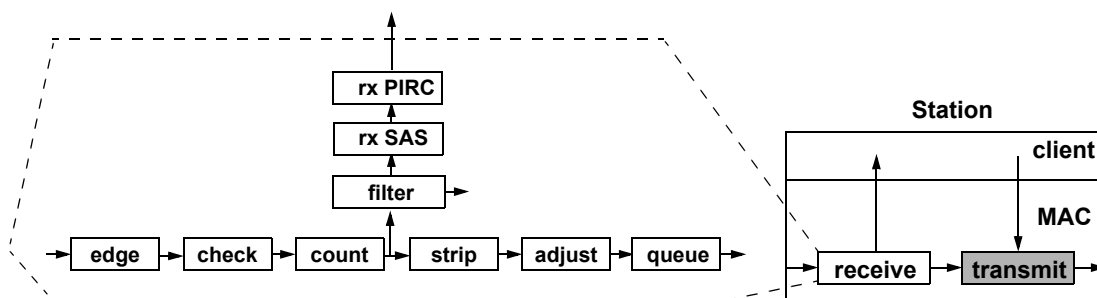 rx PIRC
rx SAS
filter
edge check count strip adjust queue
Station
client
MAC
receive transmit